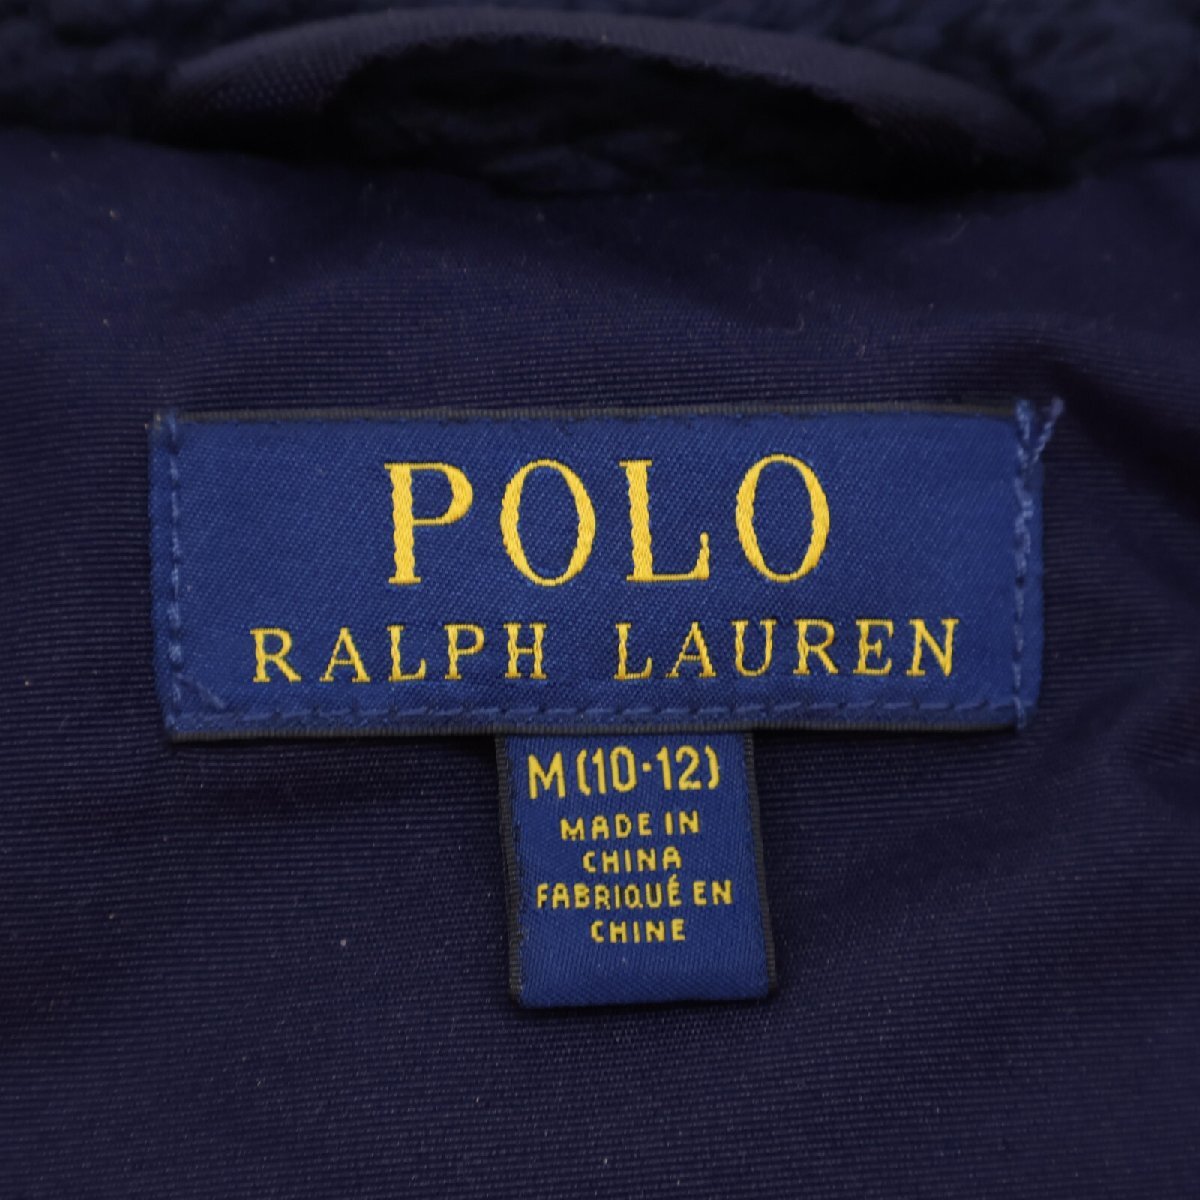 POLO
RALPH LAUREN
M(10·12)
MADE IN
CHINA
FABRIQUÉ EN
CHINE